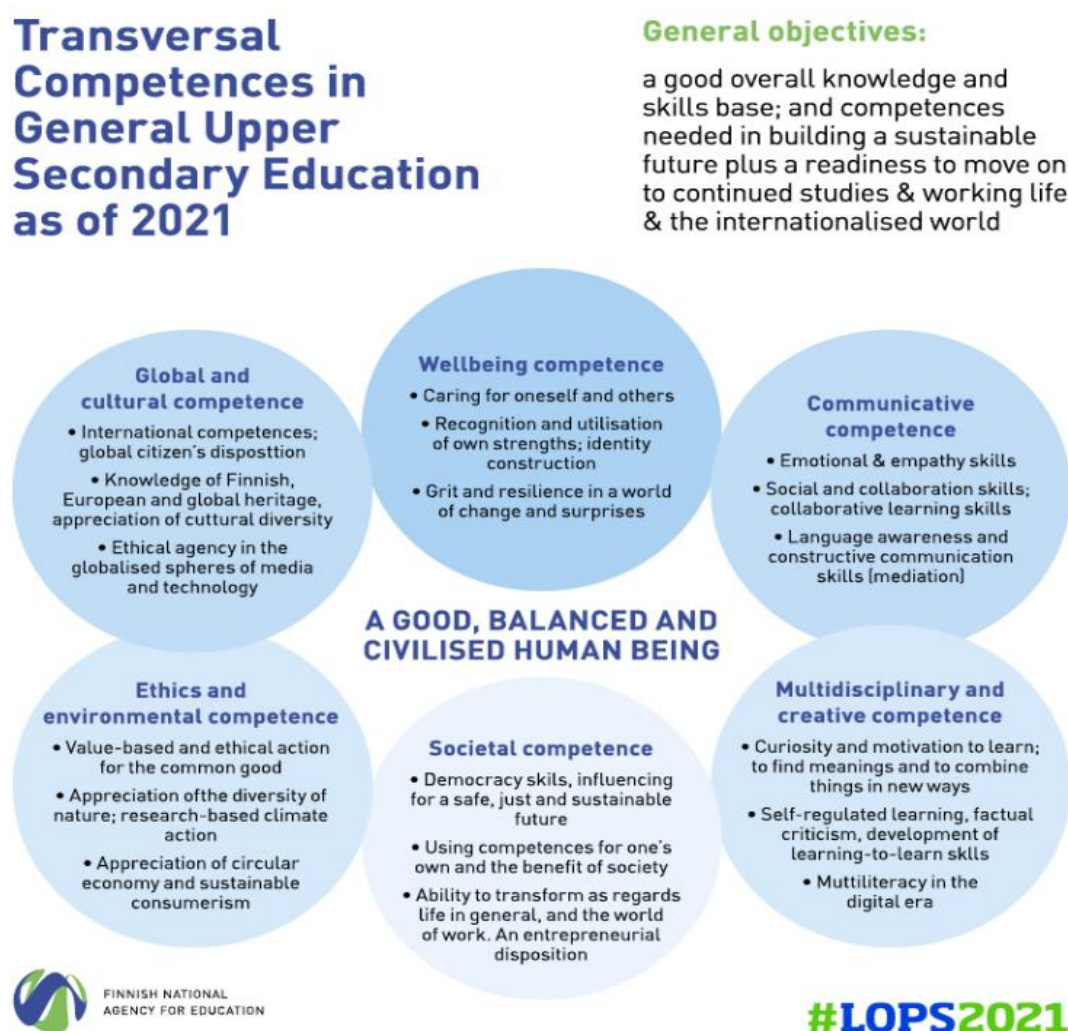 Transversal
Competences in
General Upper
Secondary Education
as of 2021
General objectives:
a good overall knowledge and
skills base; and competences
needed in building a sustainable
future plus a readiness to move on
to continued studies & working life
& the internationalised world
Global and
cultural competence
• International competences;
global citizen's disposttion
• Knowledge of Finnish,
European and global heritage,
appreciation of cuttural diversity
• Ethical agency in the
globalised spheres of media
and technology
Wellbeing competence
• Caring for oneself and others
• Recognition and utilisation
of own strengths; identity
construction
• Grit and resilience in a world
of change and surprises
Communicative
competence
• Emotional & empathy skills
• Social and collaboration skills;
collaborative learning skills
• Language awareness and
constructive communication
skills (mediation)
A GOOD, BALANCED AND
CIVILISED HUMAN BEING
Ethics and
environmental competence
• Value-based and ethical action
for the common good
• Appreciation ofthe diversity of
nature; research-based climate
action
• Appreciation of circular
economy and sustainable
consumerism
Societal competence
• Democracy skils, influencing
for a safe, just and sustainable
future
• Using competences for one's
own and the benefit of society
• Ability to transform as regards
life in general, and the world
of work. An entrepreneurial
disposition
Multidisciplinary and
creative competence
• Curiosity and motivation to learn;
to find meanings and to combine
things in new ways
• Self-regulated learning, factual
criticism, development of
learning-to-learn sklls
• Muttiliteracy in the
digital era
FINNISH NATIONAL
AGENCY FOR EDUCATION
#LOPS2021